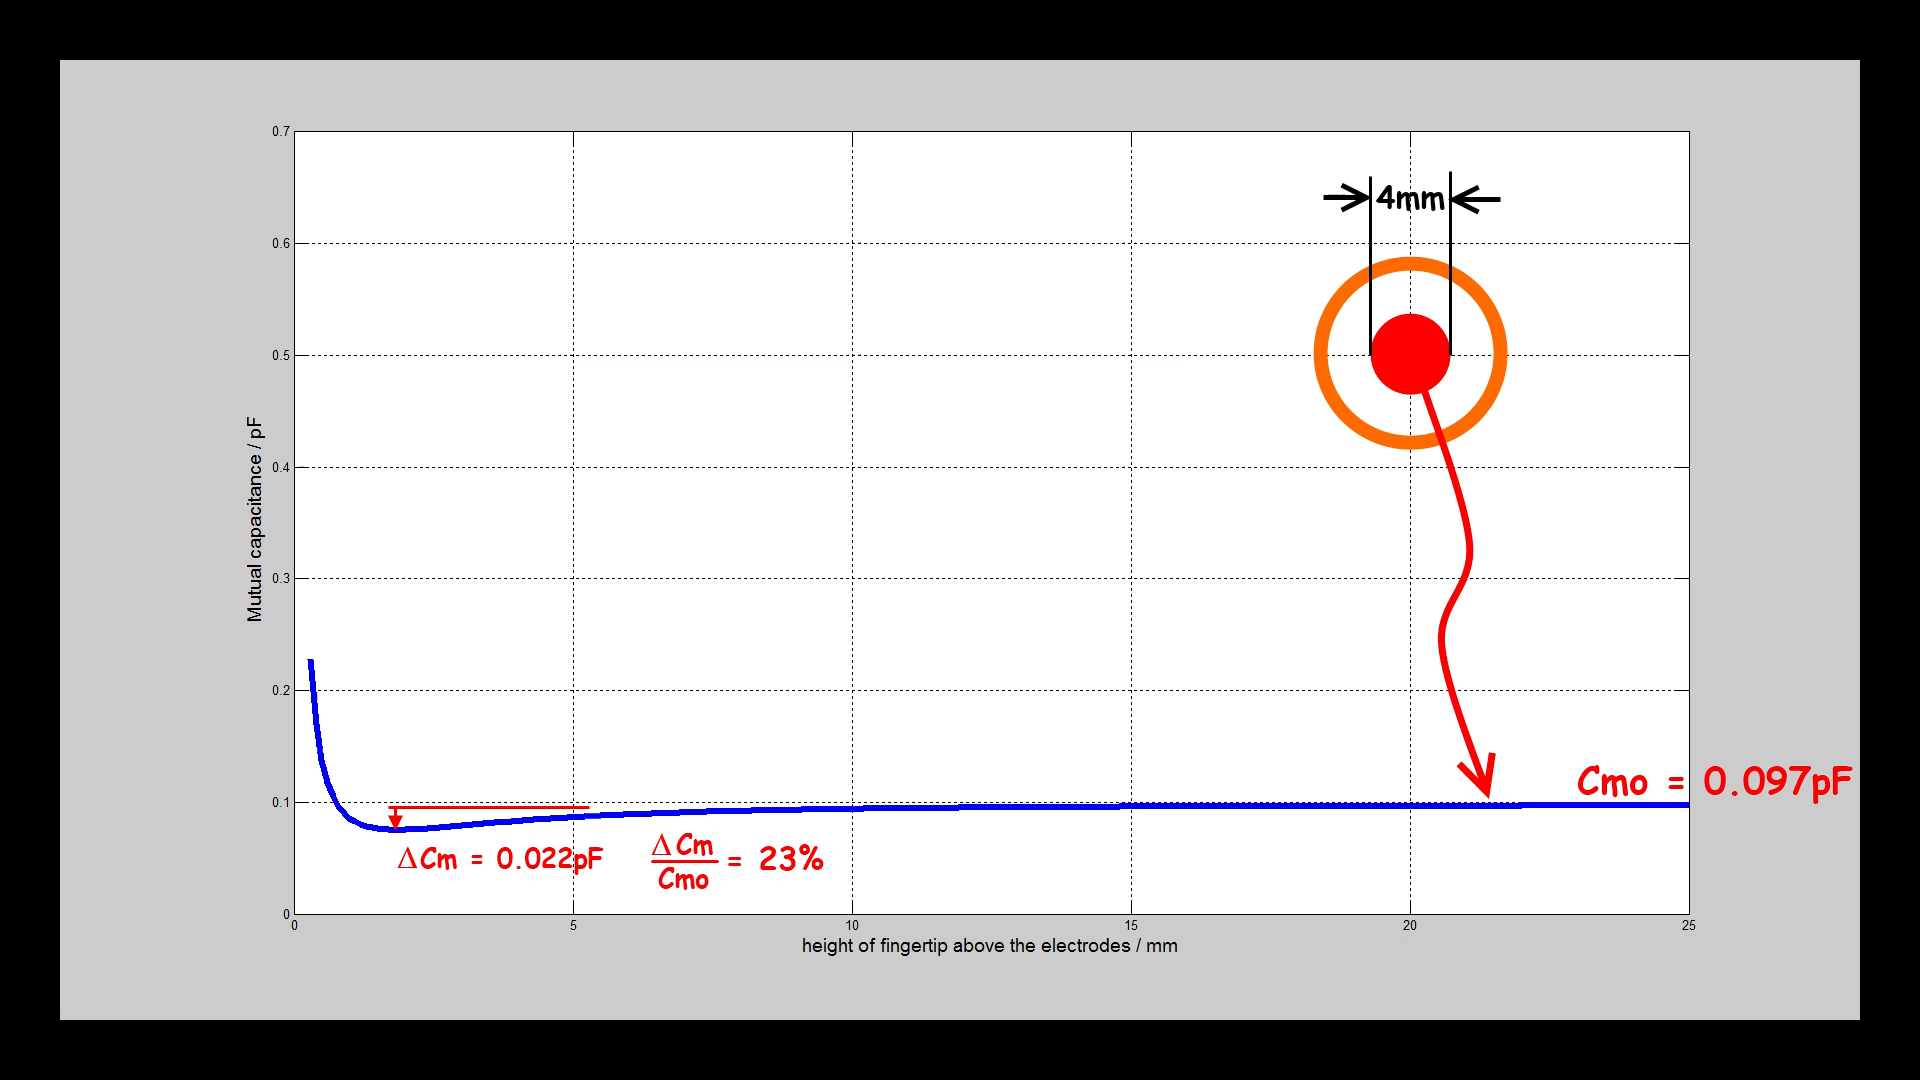 0.7
4mm
0.6
0.5
0.4
Mutual capacitance / pF
0.3
0.2
Cmo = 0.097pF
0.1
ΔCm = 0.022pF
ΔCm
Cmo
= 23%
0
0 5 10 15 20 25
height of fingertip above the electrodes / mm